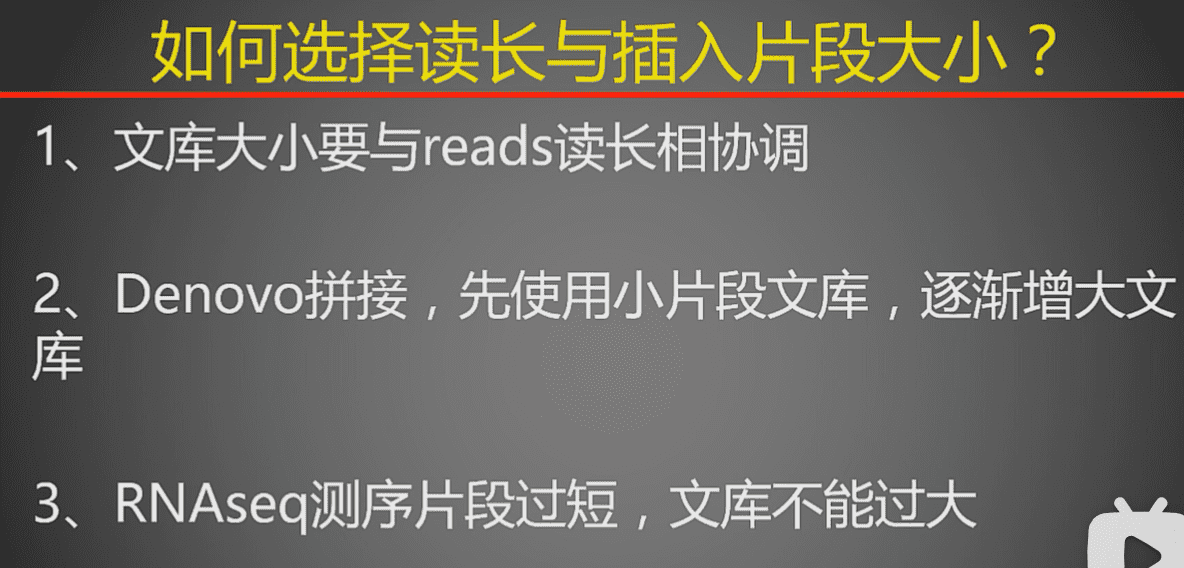 如何选择读长与插入片段大小？
1、文库大小要与reads读长相协调
2、Denovo拼接，先使用小片段文库，逐渐增大文
库
3、RNAseq测序片段过短，文库不能过大